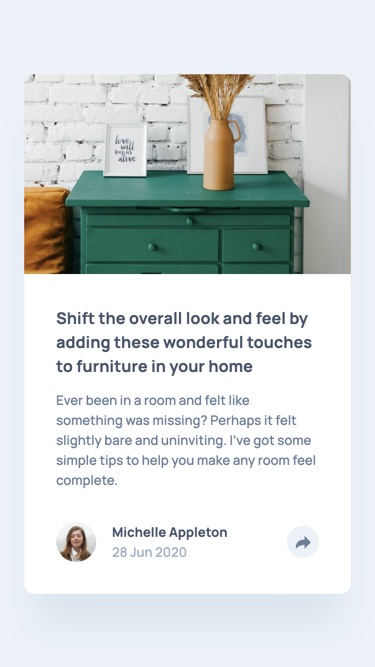 love
will
keep us
alive
Shift the overall look and feel by
adding these wonderful touches
to furniture in your home
Ever been in a room and felt like
something was missing? Perhaps it felt
slightly bare and uninviting. I’ve got some
simple tips to help you make any room feel
complete.
Michelle Appleton
28 Jun 2020